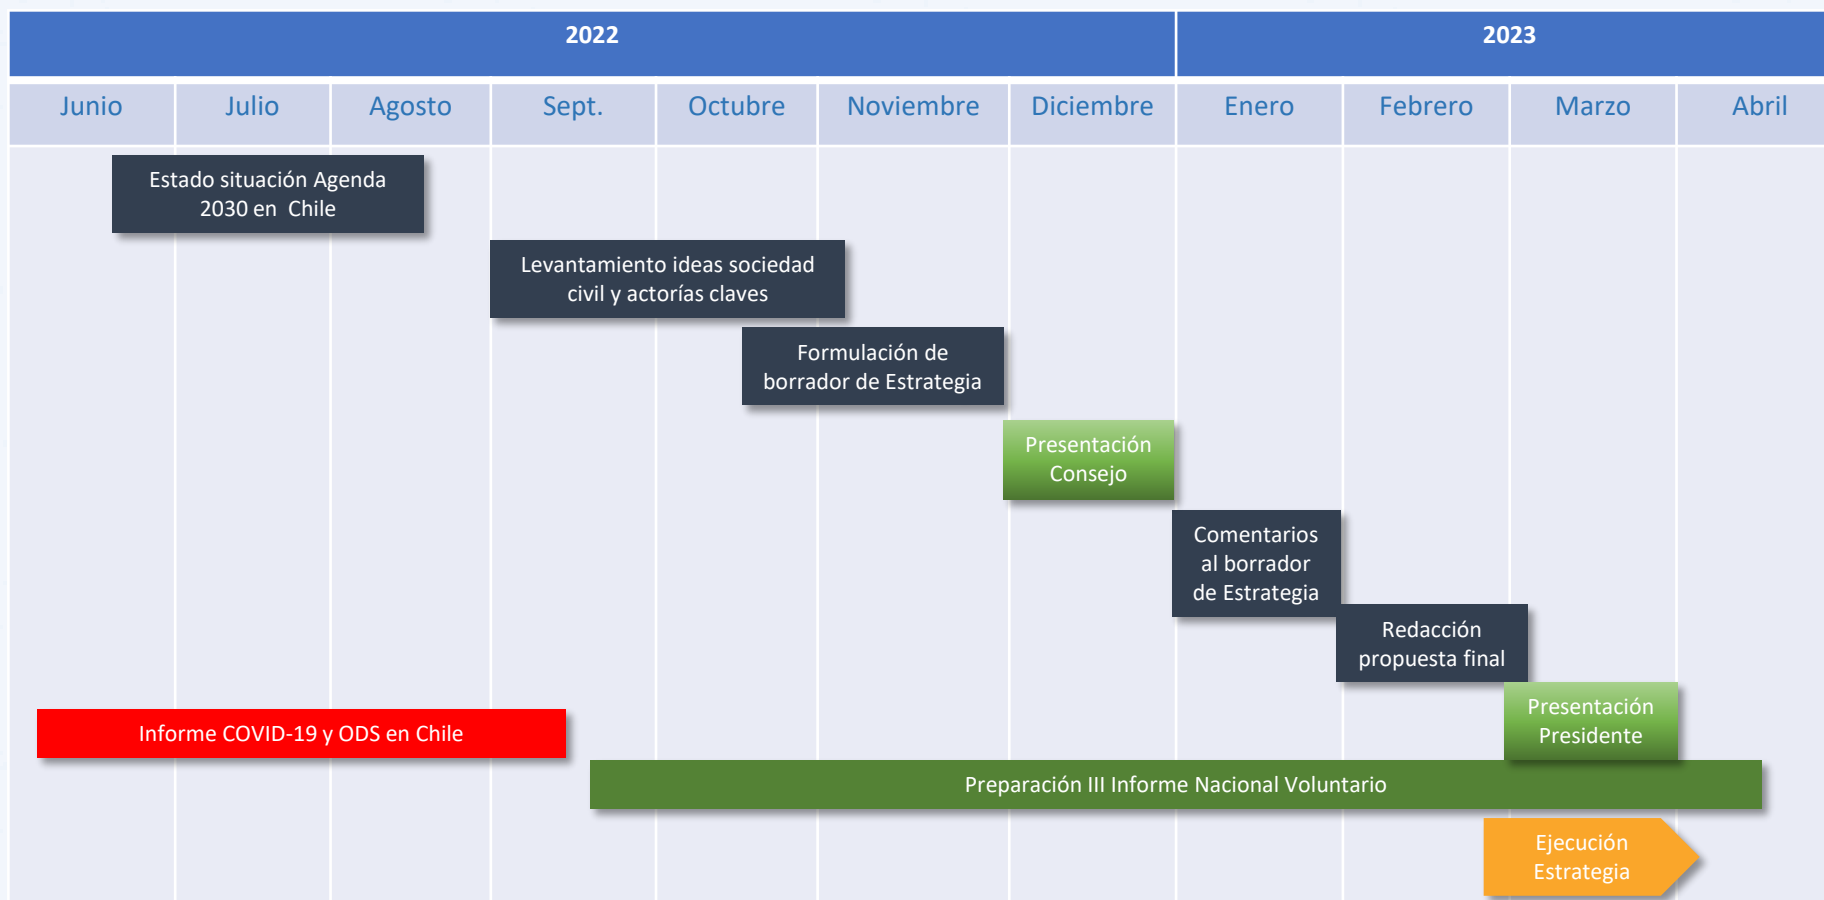 2022
2023
Junio
Julio
Agosto
Sept.
Octubre
Noviembre
Diciembre
Enero
Febrero
Marzo
Abril
Estado situación Agenda
2030 en  Chile
Levantamiento ideas sociedad
civil y actorías claves
Formulación de
borrador de Estrategia
Presentación
Consejo
Comentarios
al borrador
de Estrategia
Redacción
propuesta final
Presentación
Presidente
Informe COVID-19 y ODS en Chile
Preparación III Informe Nacional Voluntario
Ejecución
Estrategia